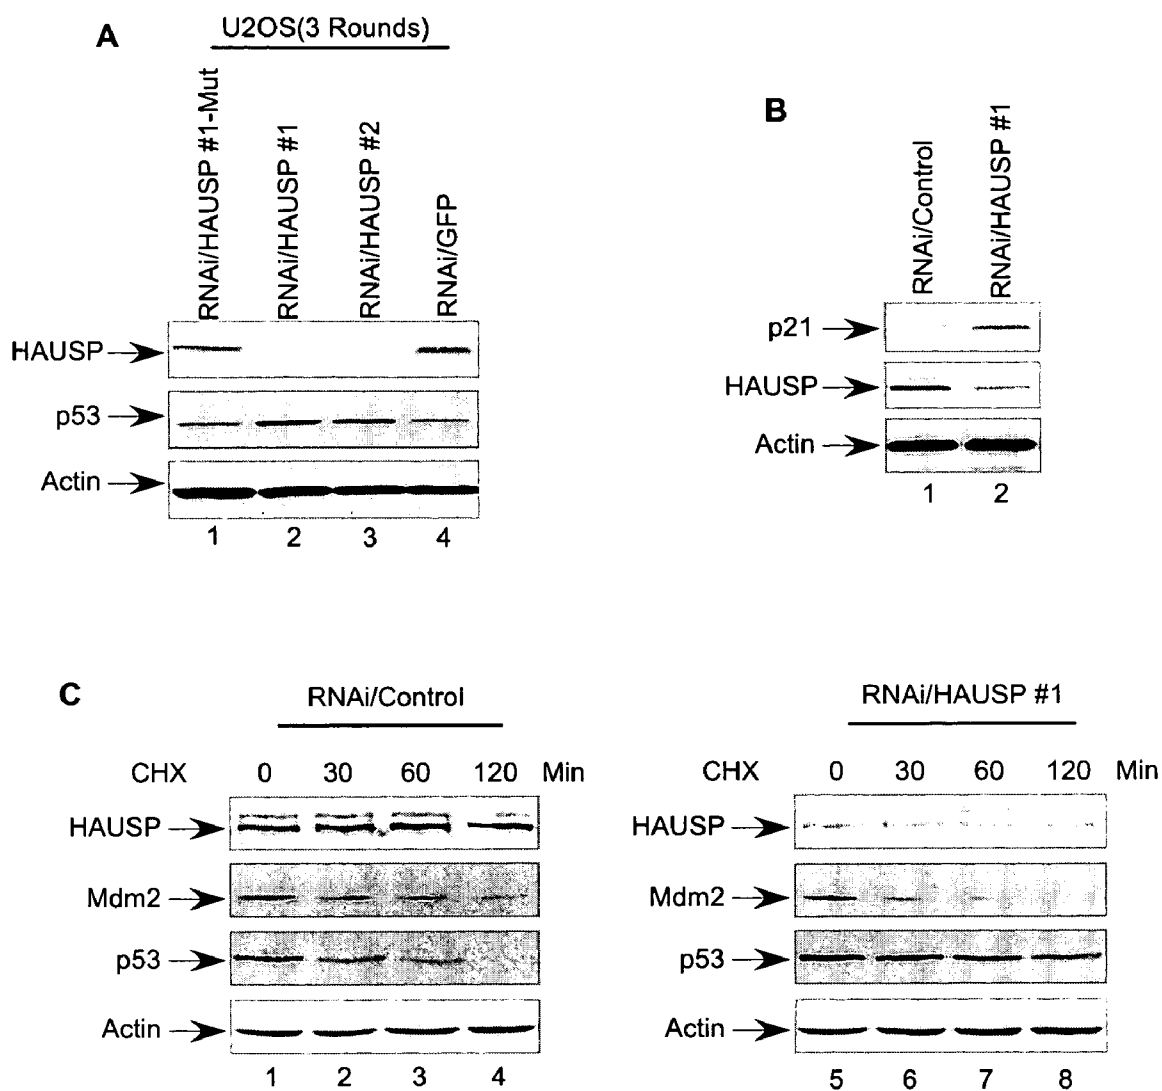 A
U2OS(3 Rounds)
RNAi/HAUSP #1-Mut
RNAi/HAUSP #1
RNAi/HAUSP #2
RNAi/GFP
HAUSP
p53
Actin
1 2 3 4
B
RNAi/Control
RNAi/HAUSP #1
p21
HAUSP
Actin
1 2
C
RNAi/Control
CHX 0 30 60 120 Min
HAUSP
Mdm2
p53
Actin
1 2 3 4
RNAi/HAUSP #1
CHX 0 30 60 120 Min
HAUSP
Mdm2
p53
Actin
5 6 7 8